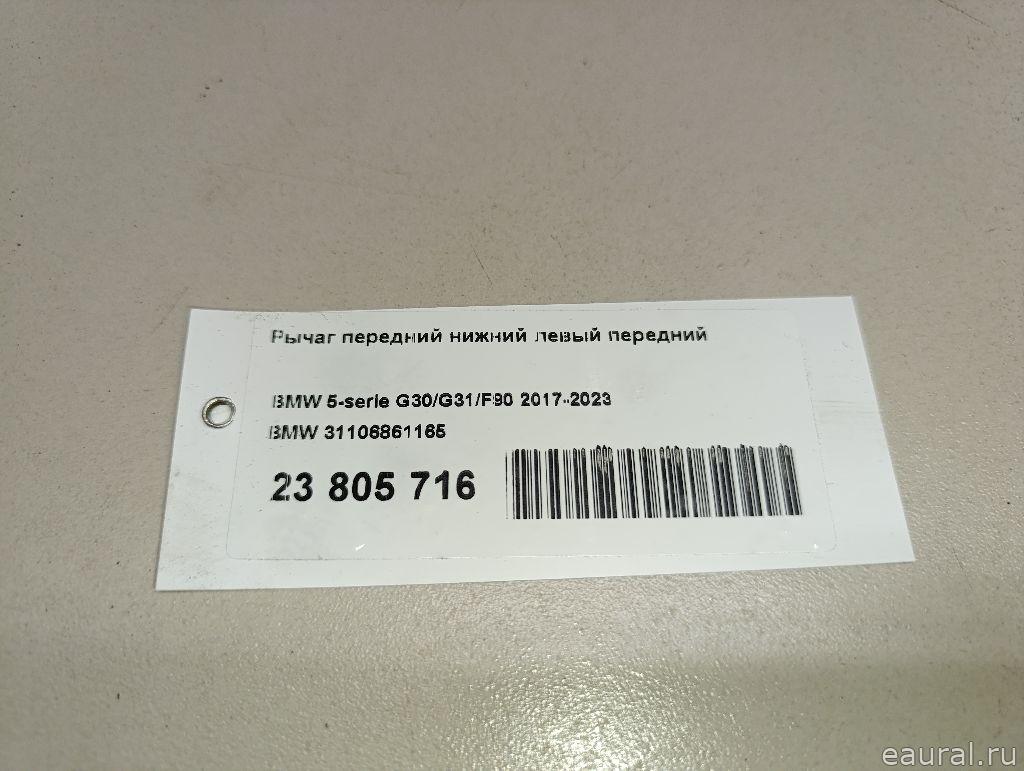 Рычаг передний нижний левый передний
BMW 5-serie G30/G31/F90 2017-2023
BMW 31106861165
23 805 716
eaural.ru